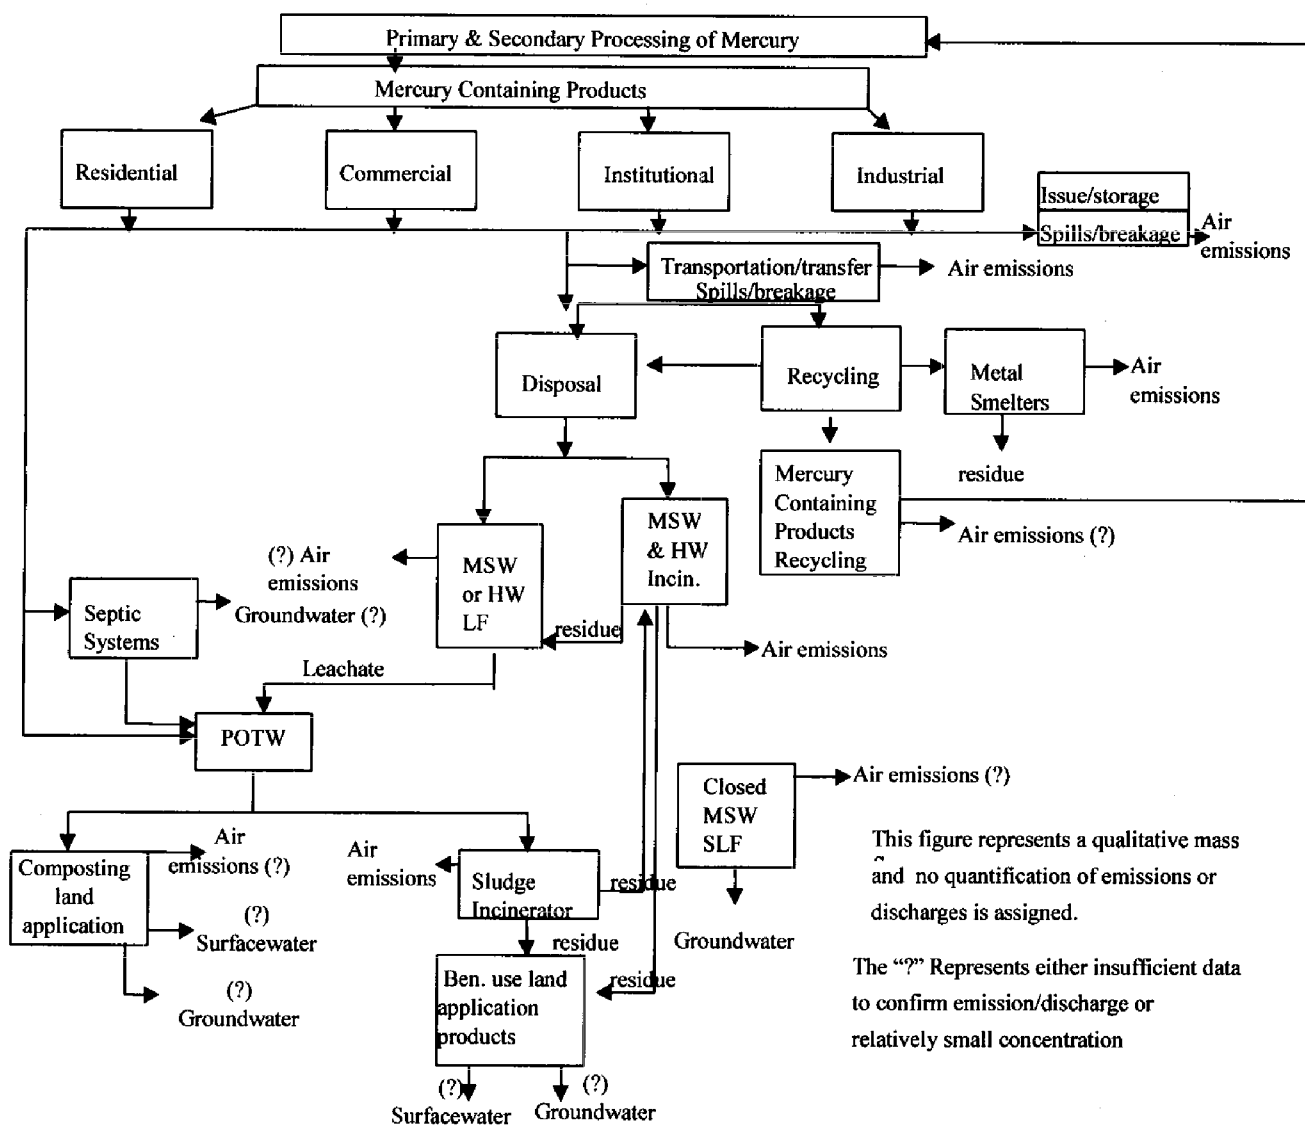 Primary & Secondary Processing of Mercury
Mercury Containing Products
Residential
Commercial
Institutional
Industrial
Issue/storage
Spills/breakage
Air
emissions
Transportation/transfer
Spills/breakage
Air emissions
Disposal
Recycling
Metal
Smelters
Air
emissions
residue
Mercury
Containing
Products
Recycling
Air emissions (?)
MSW
& HW
Incin.
MSW
or HW
LF
(?) Air
emissions
Septic
Systems
Groundwater (?)
residue
Air emissions
Leachate
POTW
Closed
MSW
SLF
Air emissions (?)
Groundwater
Composting
land
application
Air
emissions (?)
(?)
Surfacewater
(?)
Groundwater
Air
emissions
Sludge
Incinerator
residue
residue
residue
Ben. use land
application
products
(?)
Surfacewater
(?)
Groundwater
This figure represents a qualitative mass
and no quantification of emissions or
discharges is assigned.
The “?” Represents either insufficient data
to confirm emission/discharge or
relatively small concentration